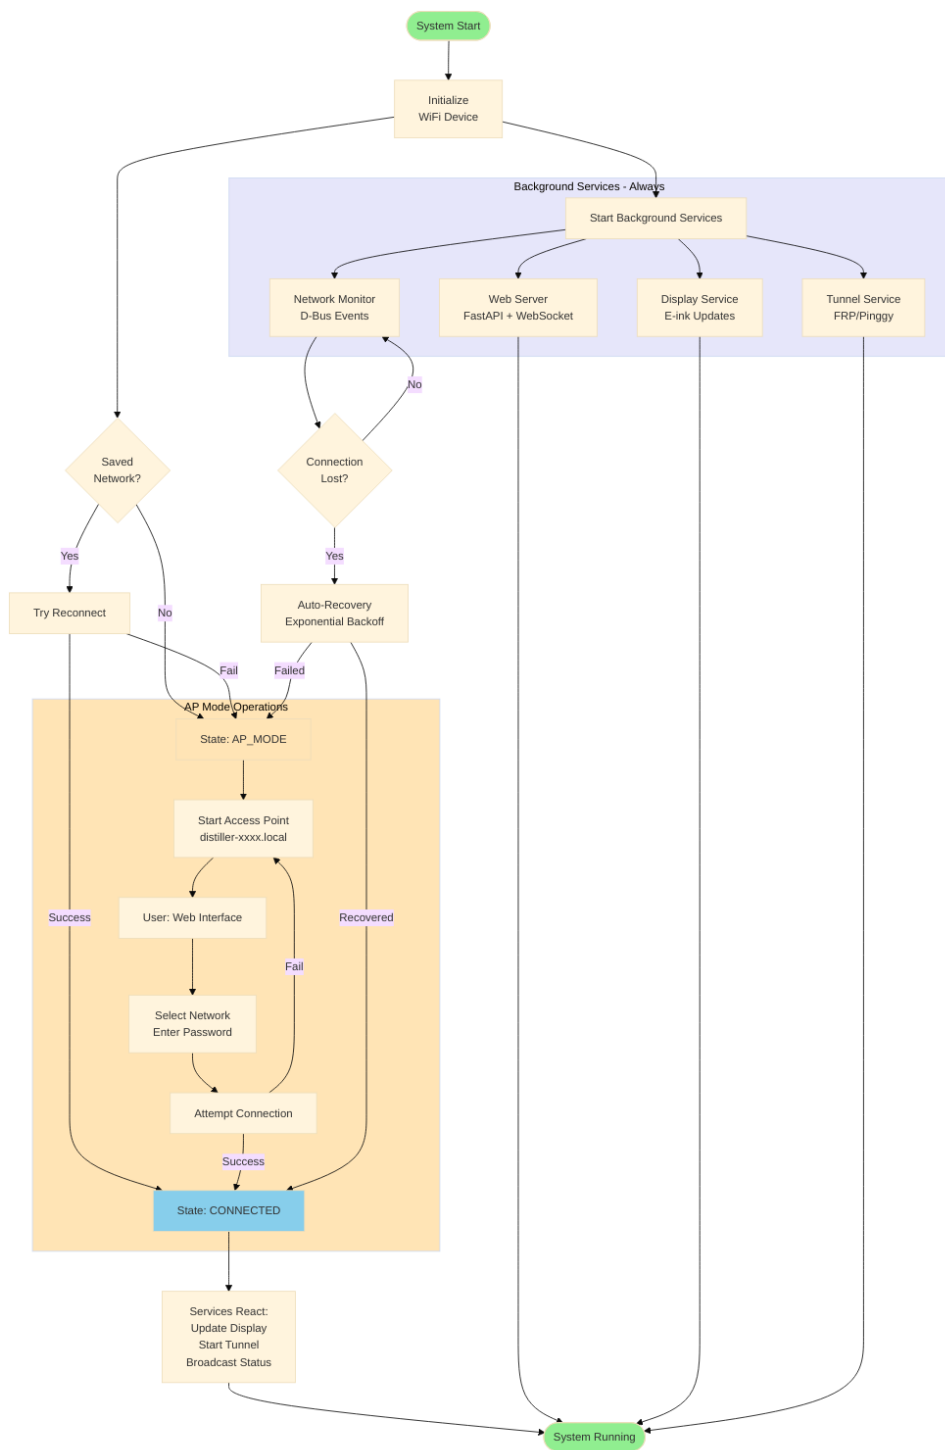 System Start
Initialize
WiFi Device
Background Services - Always
Start Background Services
Network Monitor
D-Bus Events
Web Server
FastAPI + WebSocket
Display Service
E-ink Updates
Tunnel Service
FRP/Pinggy
No
Saved
Network?
Connection
Lost?
Yes
Yes
Try Reconnect
No
Auto-Recovery
Exponential Backoff
Fail
Failed
AP Mode Operations
State: AP_MODE
Start Access Point
distiller-xxxx.local
Success
User: Web Interface
Recovered
Fail
Select Network
Enter Password
Attempt Connection
Success
State: CONNECTED
Services React:
Update Display
Start Tunnel
Broadcast Status
System Running